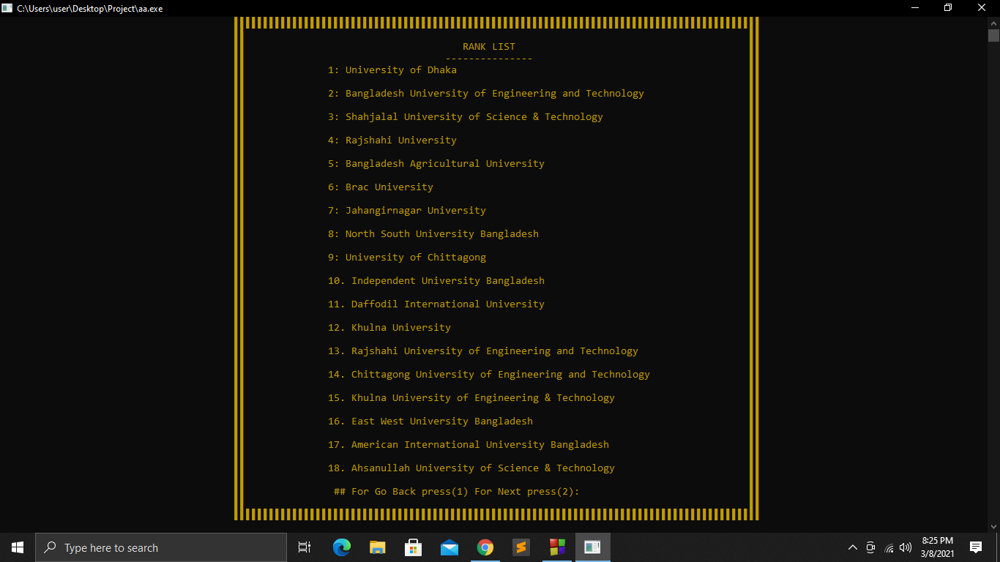 C:\Users\user\Desktop\Project\aa.exe
RANK LIST
---------------
1: University of Dhaka
2: Bangladesh University of Engineering and Technology
3: Shahjalal University of Science & Technology
4: Rajshahi University
5: Bangladesh Agricultural University
6: Brac University
7: Jahangirnagar University
8: North South University Bangladesh
9: University of Chittagong
10. Independent University Bangladesh
11. Daffodil International University
12. Khulna University
13. Rajshahi University of Engineering and Technology
14. Chittagong University of Engineering and Technology
15. Khulna University of Engineering & Technology
16. East West University Bangladesh
17. American International University Bangladesh
18. Ahsanullah University of Science & Technology
## For Go Back press(1) For Next press(2):
Type here to search
8:25 PM
3/8/2021